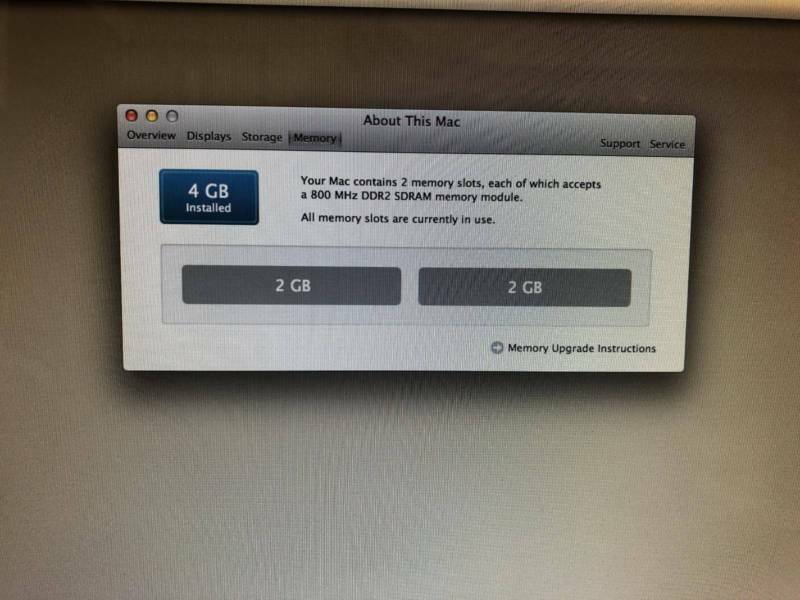 About This Mac
Overview Displays Storage Memory Support Service
4 GB
Installed
Your Mac contains 2 memory slots, each of which accepts
a 800 MHz DDR2 SDRAM memory module.
All memory slots are currently in use.
2 GB 2 GB
Memory Upgrade Instructions